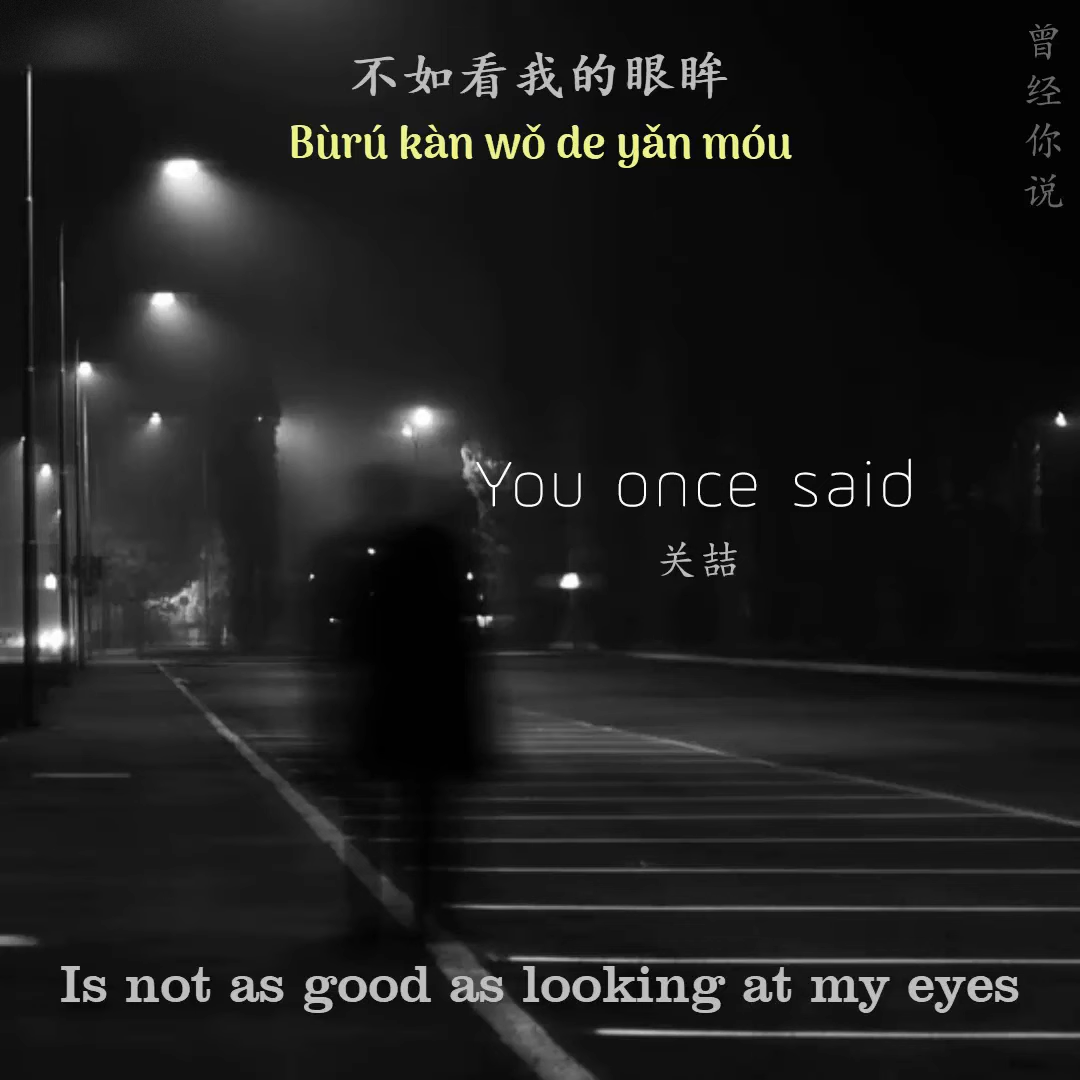 不如看我的眼眸
Bùrú kàn wǒ de yǎn móu
曾经你说
You once said
关喆
Is not as good as looking at my eyes